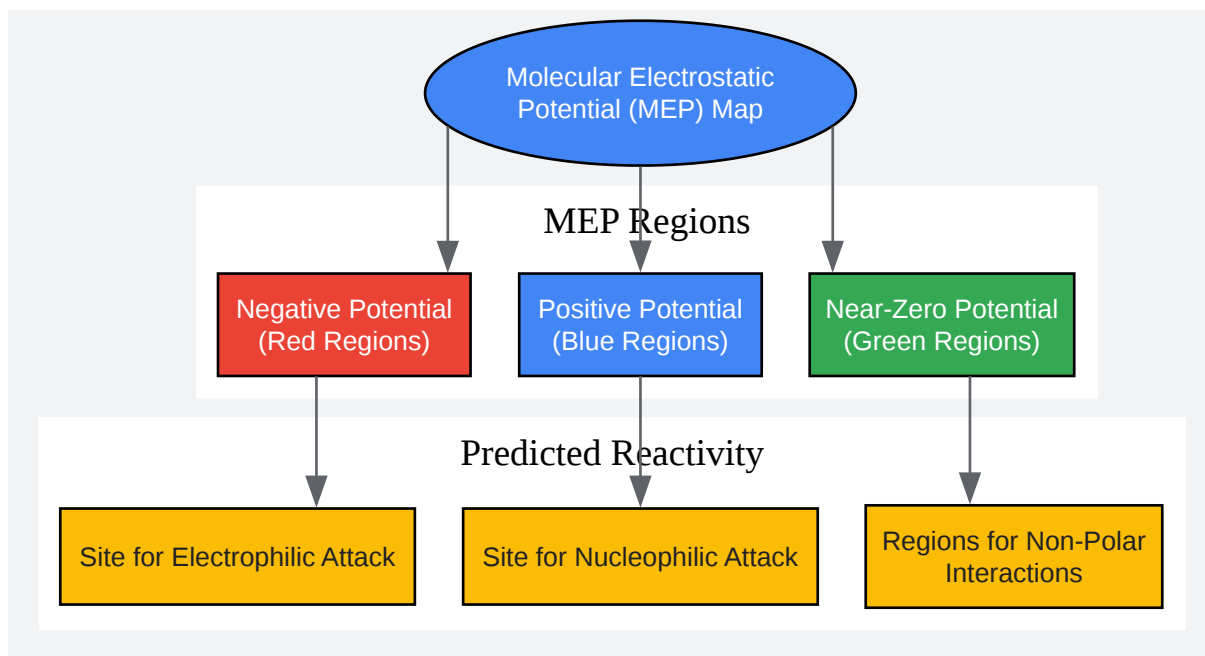 Molecular Electrostatic
Potential (MEP) Map
MEP Regions
Negative Potential
(Red Regions)
Positive Potential
(Blue Regions)
Near-Zero Potential
(Green Regions)
Predicted Reactivity
Site for Electrophilic Attack
Site for Nucleophilic Attack
Regions for Non-Polar
Interactions